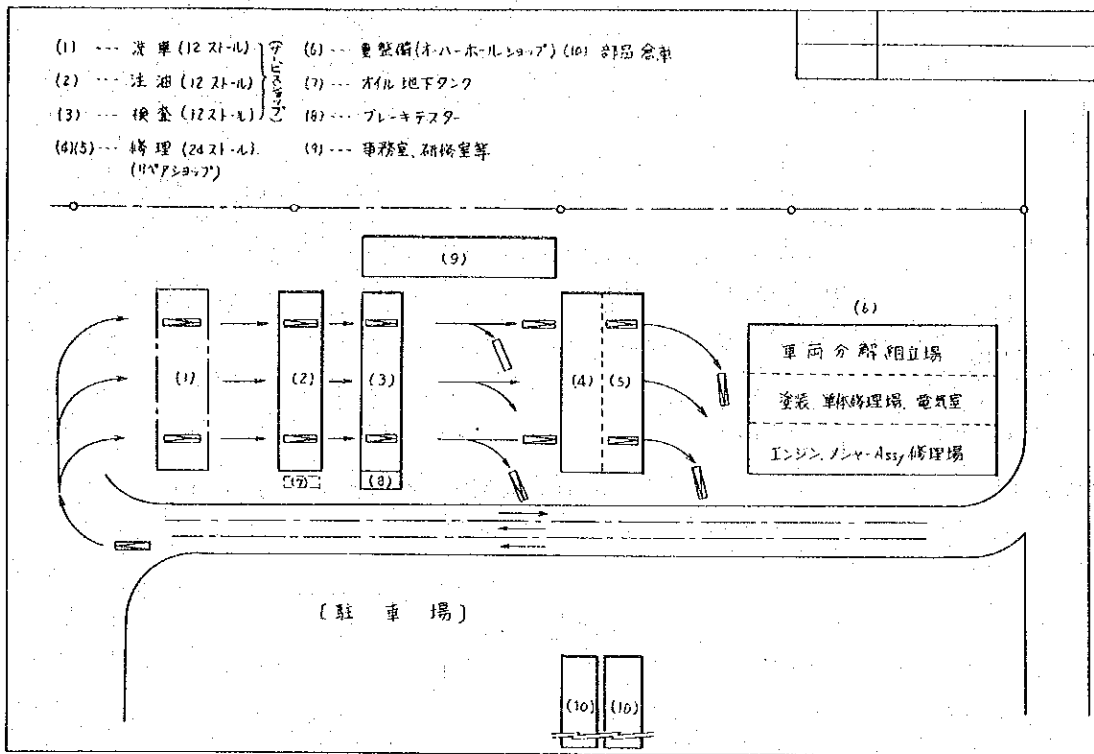 (1) --- 洗車 (12ストール)
(2) --- 注油 (12ストール)
(3) --- 検査 (12ストール)
(サービスショップ)
(4)(5) --- 修理 (24ストール)
(リペアショップ)
(6) --- 重整備 (オーバーホールショップ) (10) 部品倉庫
(7) --- オイル地下タンク
(8) --- ブレーキテスター
(9) --- 事務室、研修室等
(9)
(6)
(1)
(2)
(3)
(4)
(5)
車両分解組立場
塗装、単体修理場、電気室
エンジン、ノシャーAssy修理場
(7)
(8)
〔駐車場〕
(10)
(10)